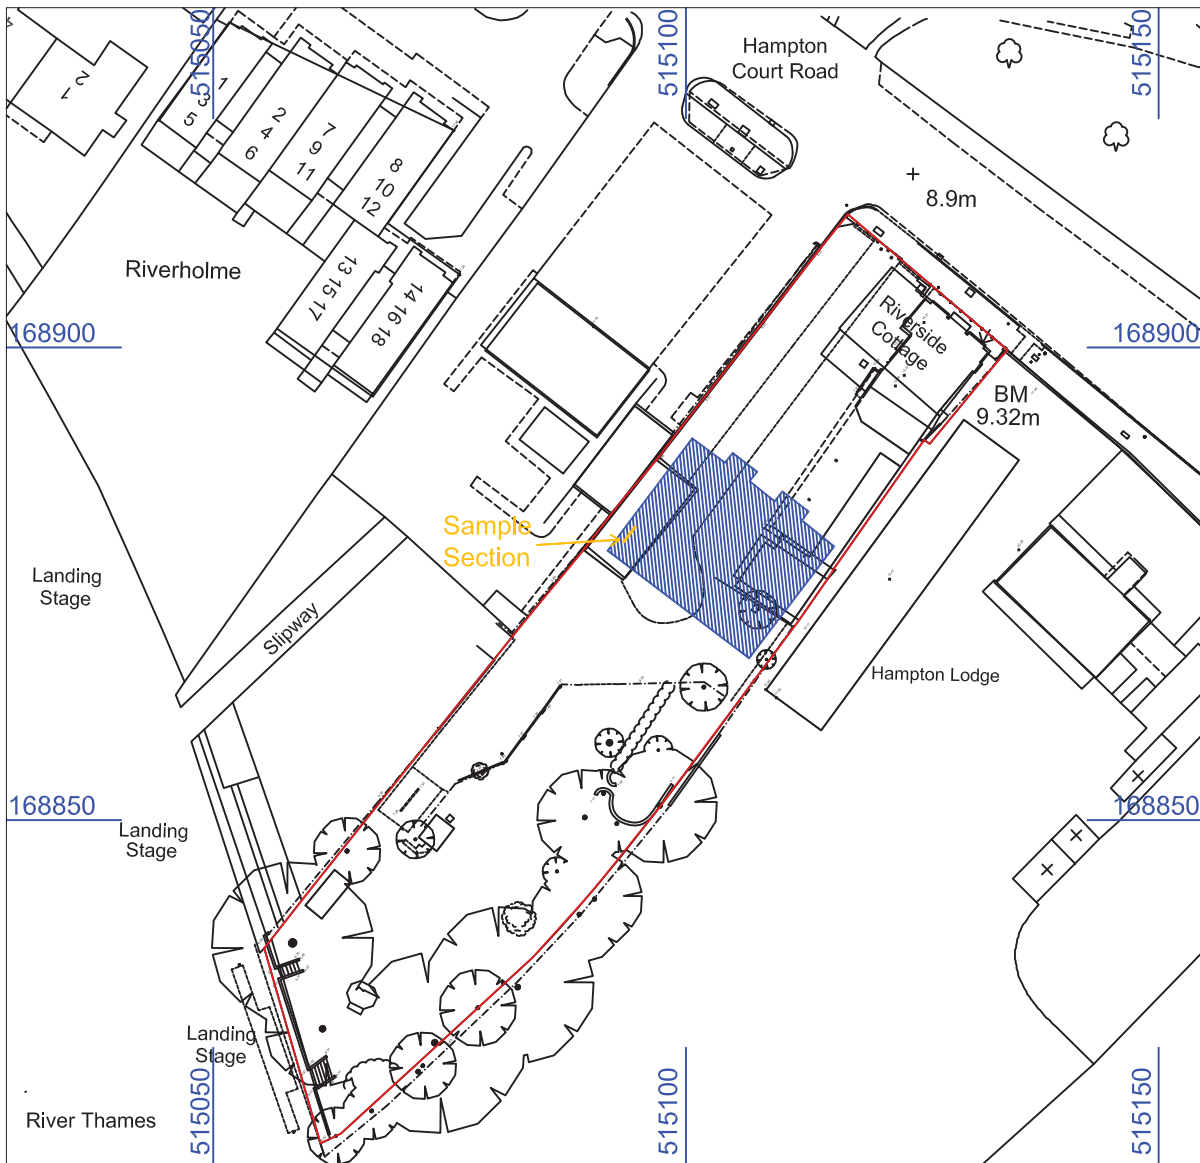 515050
515100
515150
Hampton
Court Road
1 2
1
3
5
2
4
6
7
9
11
8
10
12
8.9m
Riverholme
13 15 17
14 16 18
Riverside
Cottage
168900
168900
BM
9.32m
Sample
Section
Landing
Stage
Slipway
Hampton Lodge
168850
168850
Landing
Stage
Landing
Stage
River Thames
515050
515100
515150